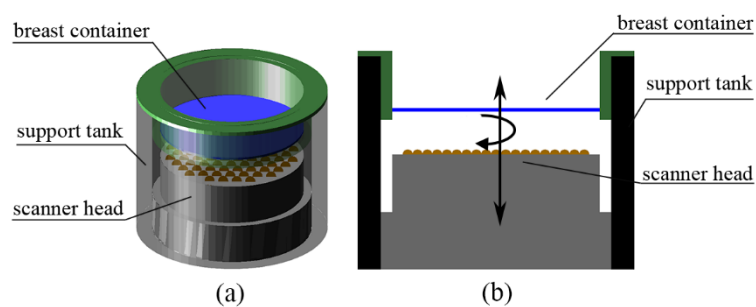 breast container
support tank
scanner head
(a)
breast container
support tank
scanner head
(b)